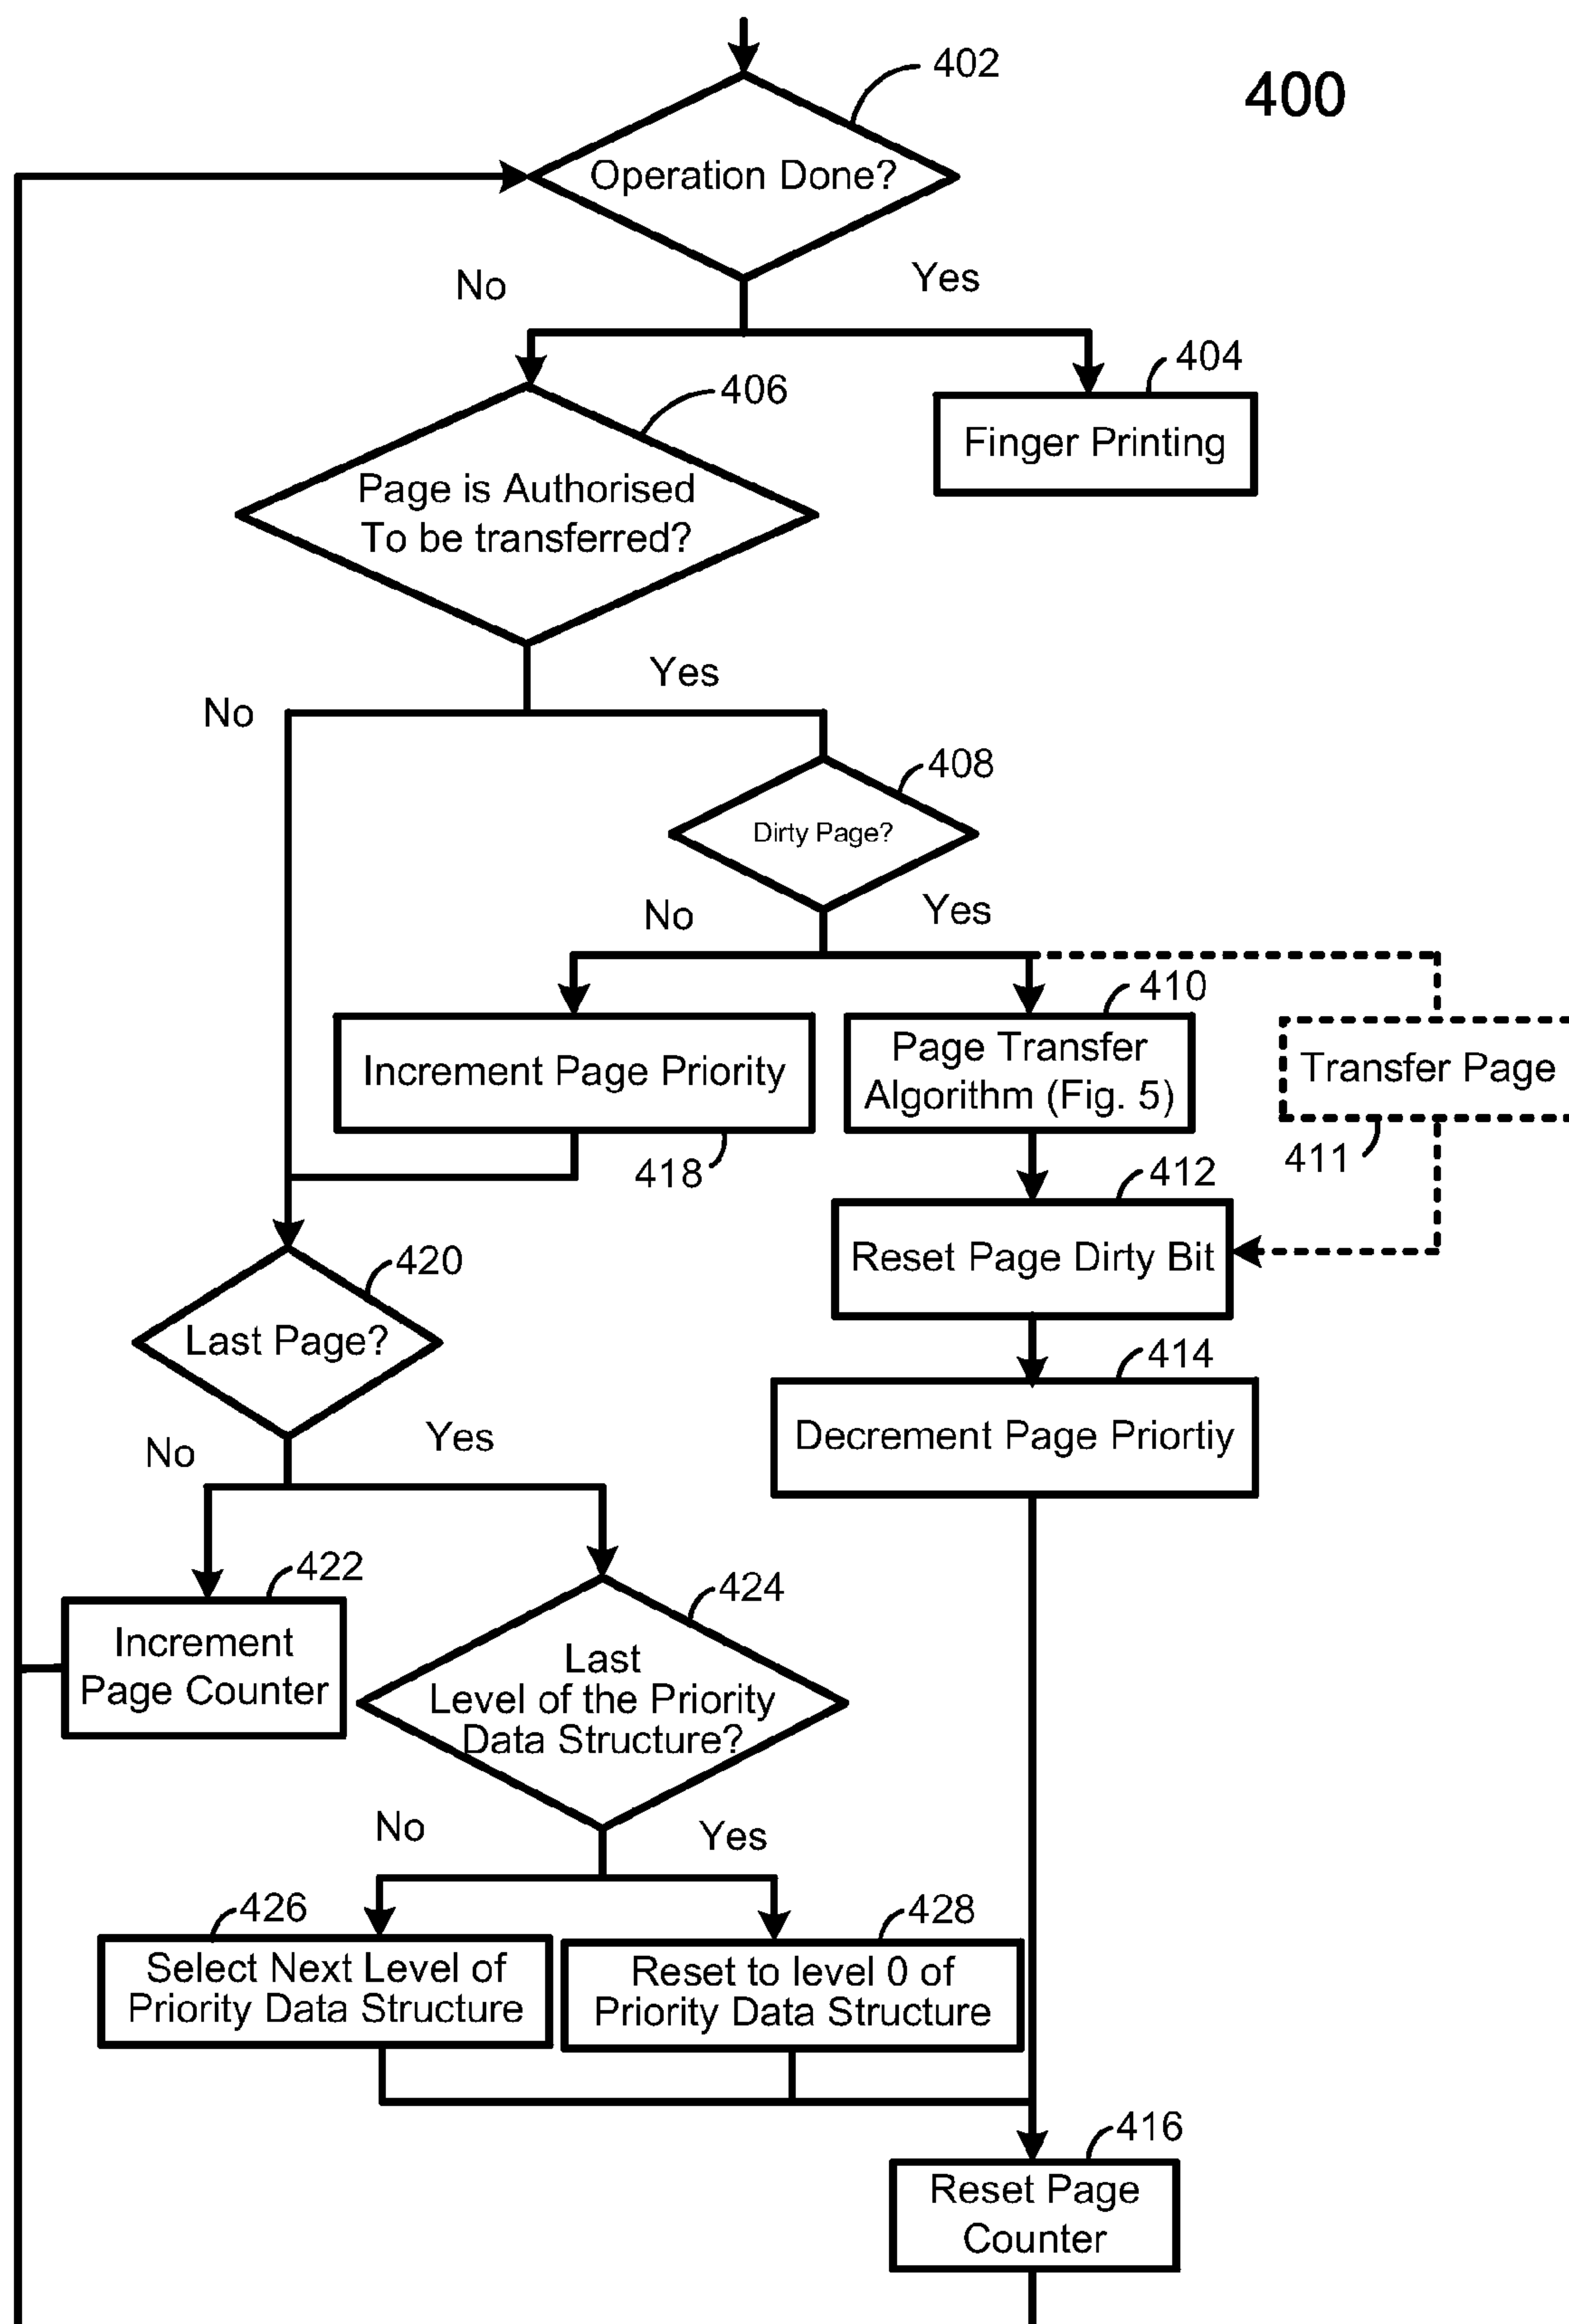 402
400
Operation Done?
No
Yes
404
406
Finger Printing
Page is Authorised
To be transferred?
Yes
No
408
Dirty Page?
No
Yes
410
Increment Page Priority
Page Transfer
Algorithm (Fig. 5)
Transfer Page
418
411
412
Reset Page Dirty Bit
420
Last Page?
414
Decrement Page Priortiy
No
Yes
422
424
Increment
Page Counter
Last
Level of the Priority
Data Structure?
No
Yes
426
428
Select Next Level of
Priority Data Structure
Reset to level 0 of
Priority Data Structure
416
Reset Page
Counter